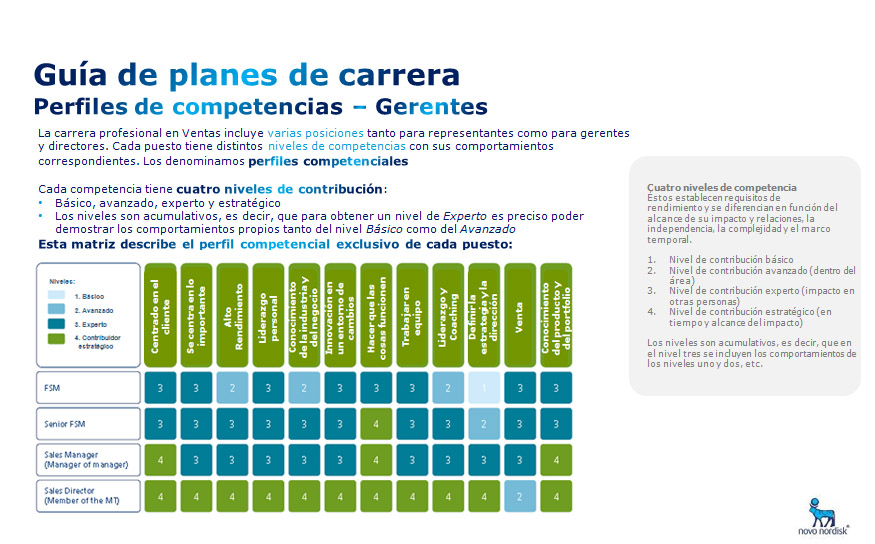 Guía de planes de carrera
Perfiles de competencias – Gerentes
La carrera profesional en Ventas incluye varias posiciones tanto para representantes como para gerentes
y directores. Cada puesto tiene distintos niveles de competencias con sus comportamientos
correspondientes. Los denominamos perfiles competenciales
Cada competencia tiene cuatro niveles de contribución:
• Básico, avanzado, experto y estratégico
• Los niveles son acumulativos, es decir, que para obtener un nivel de Experto es preciso poder
demostrar los comportamientos propios tanto del nivel Básico como del Avanzado
Esta matriz describe el perfil competencial exclusivo de cada puesto:
Niveles:
1. Básico
2. Avanzado
3. Experto
4. Contribuidor
estratégico
Centrado en el
cliente
Se centra en lo
importante
Alto
Rendimiento
Liderazgo
personal
Conocimiento
de la industria y
del negocio
Innovación en
un entorno de
cambios
Hacer que las
cosas funcionen
Trabajar en
equipo
Liderazgo y
Coaching
Definir la
estrategia y la
dirección
Venta
Conocimiento
del producto y
del portfolio
FSM 3 3 2 3 2 3 3 3 2 1 3 3
Senior FSM 3 3 3 3 3 3 4 3 3 2 3 3
Sales Manager
(Manager of manager) 4 3 3 3 3 3 4 3 3 3 3 4
Sales Director
(Member of the MT) 4 4 4 4 4 4 4 4 4 4 2 4
Cuatro niveles de competencia
Estos establecen requisitos de
rendimiento y se diferencian en función del
alcance de su impacto y relaciones, la
independencia, la complejidad y el marco
temporal.
1. Nivel de contribución básico
2. Nivel de contribución avanzado (dentro del
área)
3. Nivel de contribución experto (impacto en
otras personas)
4. Nivel de contribución estratégico (en
tiempo y alcance del impacto)
Los niveles son acumulativos, es decir, que en
el nivel tres se incluyen los comportamientos de
los niveles uno y dos, etc.
novo nordisk®